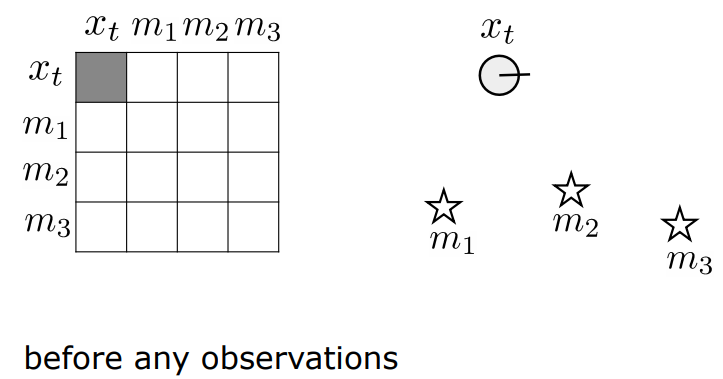 x_t m_1 m_2 m_3 x_t
x_t
m_1
m_2
m_3
m_1 m_2 m_3
before any observations